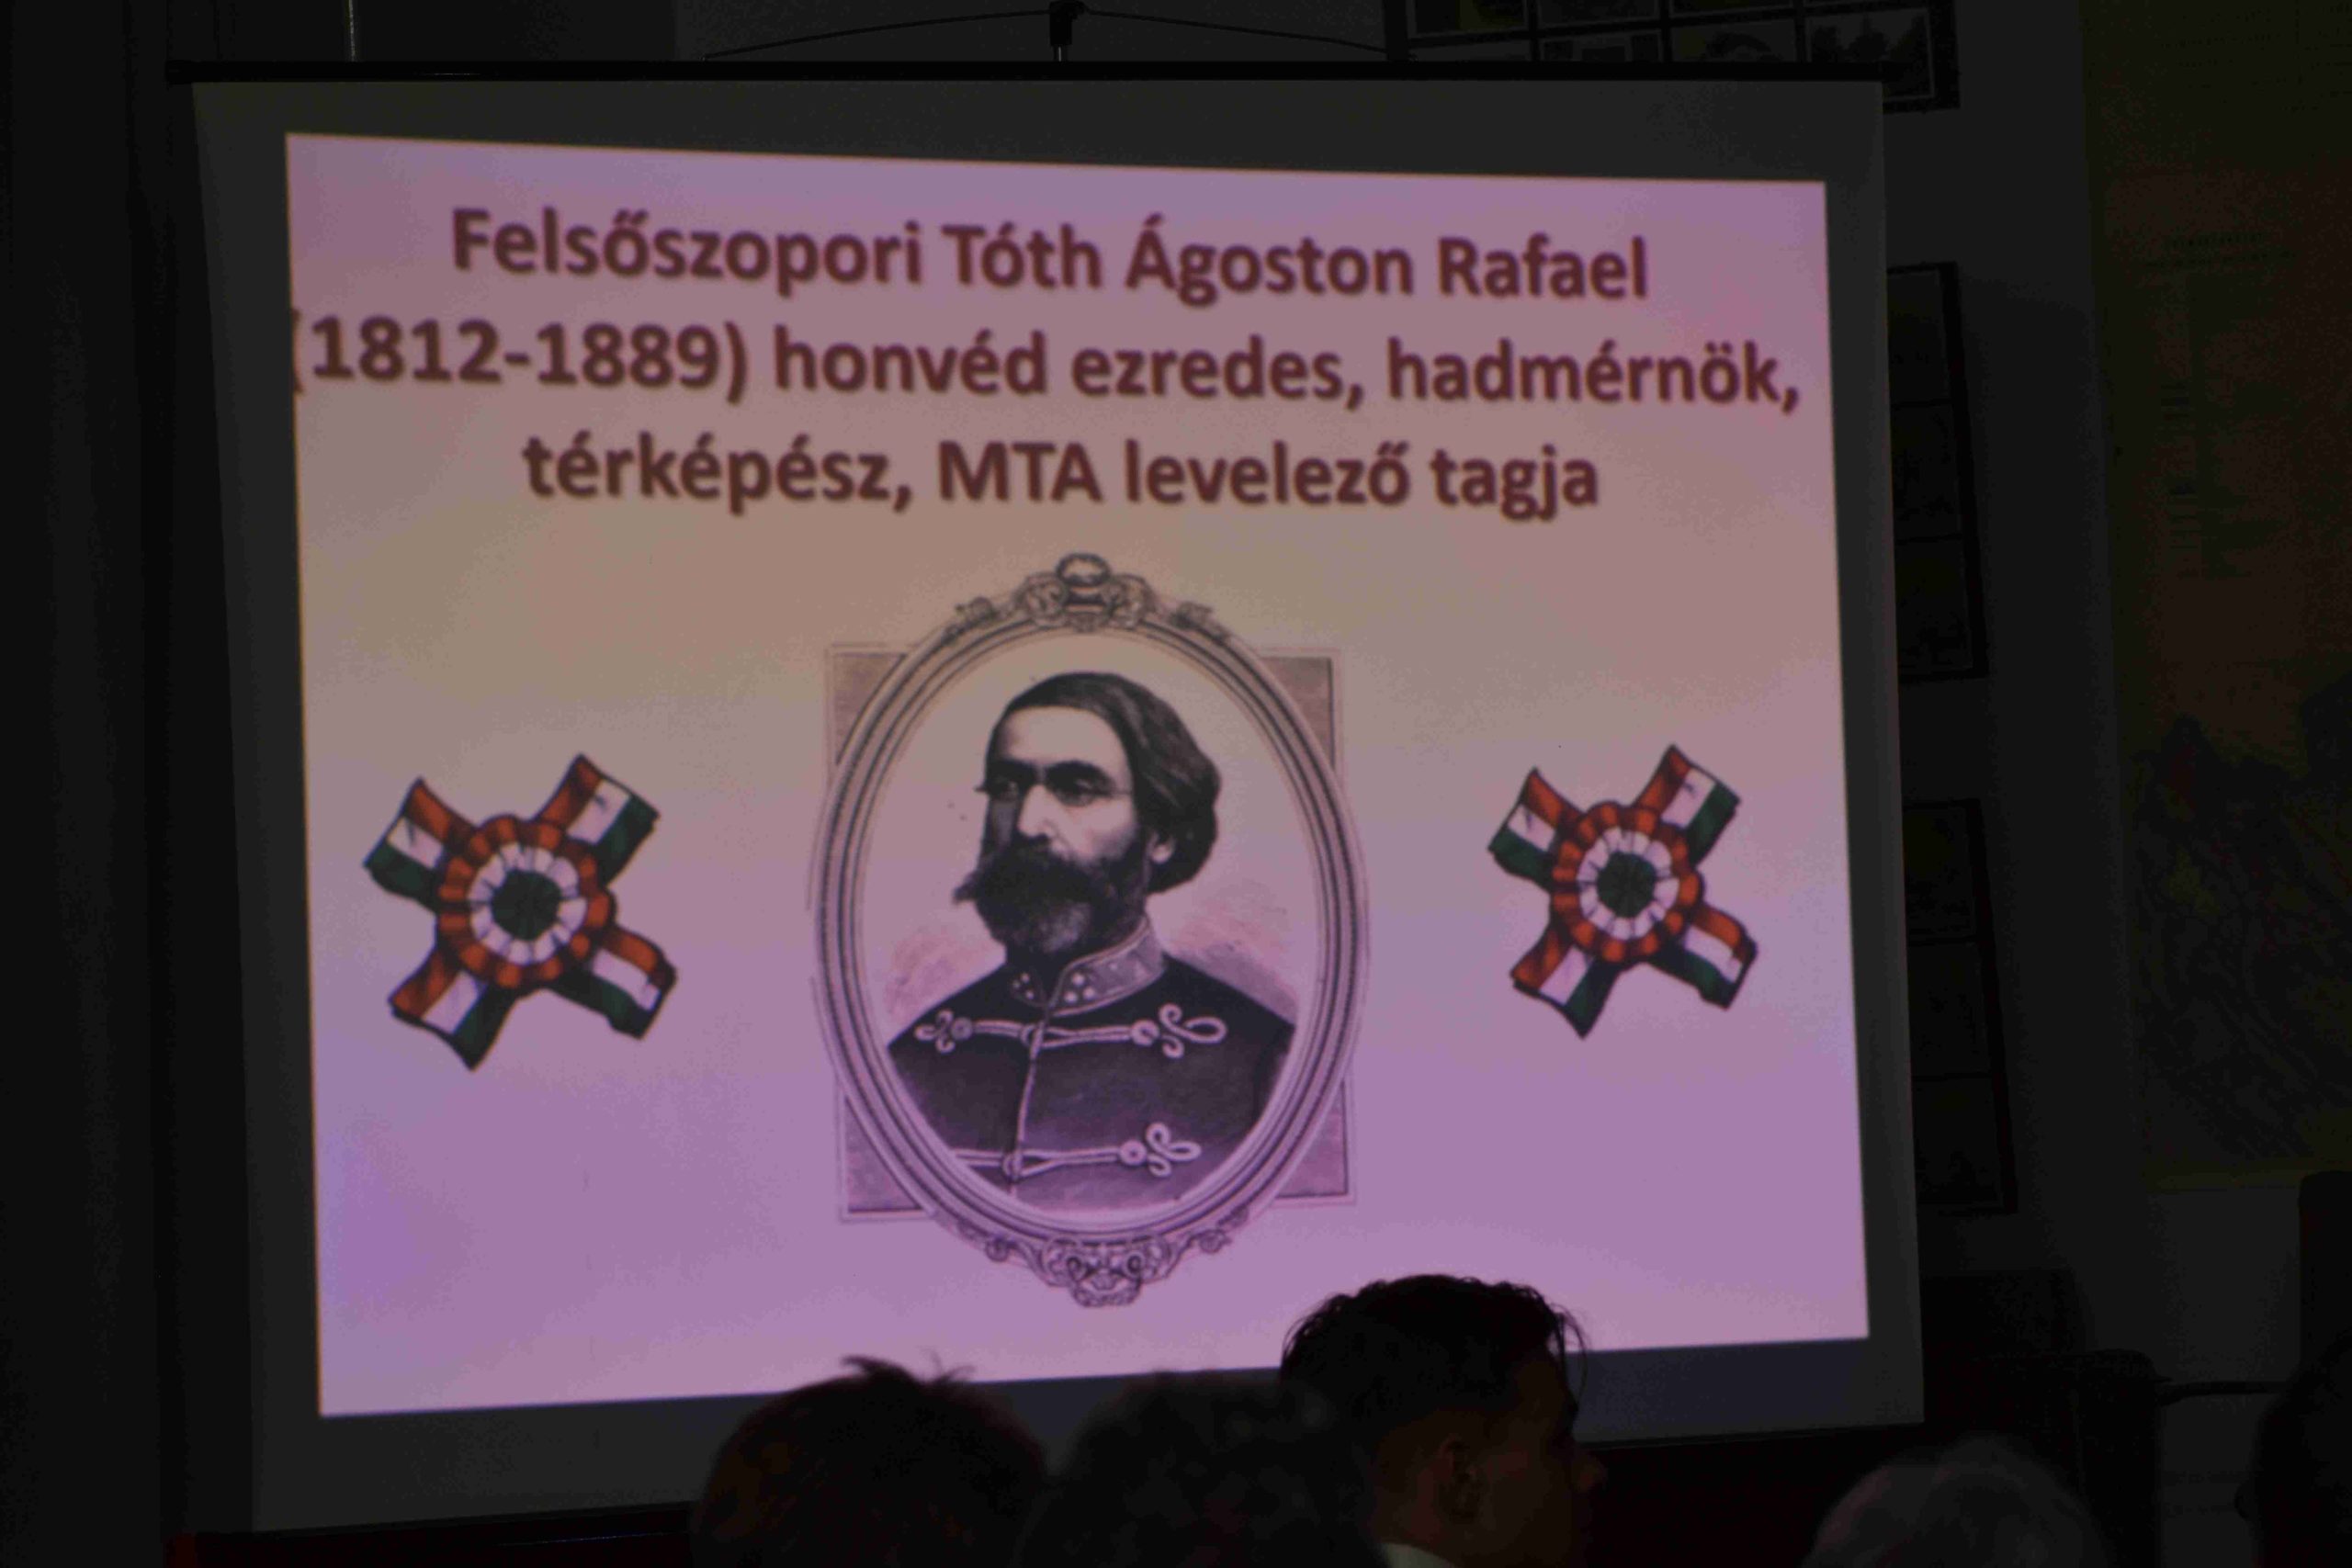 Felsőszopori Tóth Ágoston Rafael
(1812-1889) honvéd ezredes, hadmérnök,
térképész, MTA levelező tagja